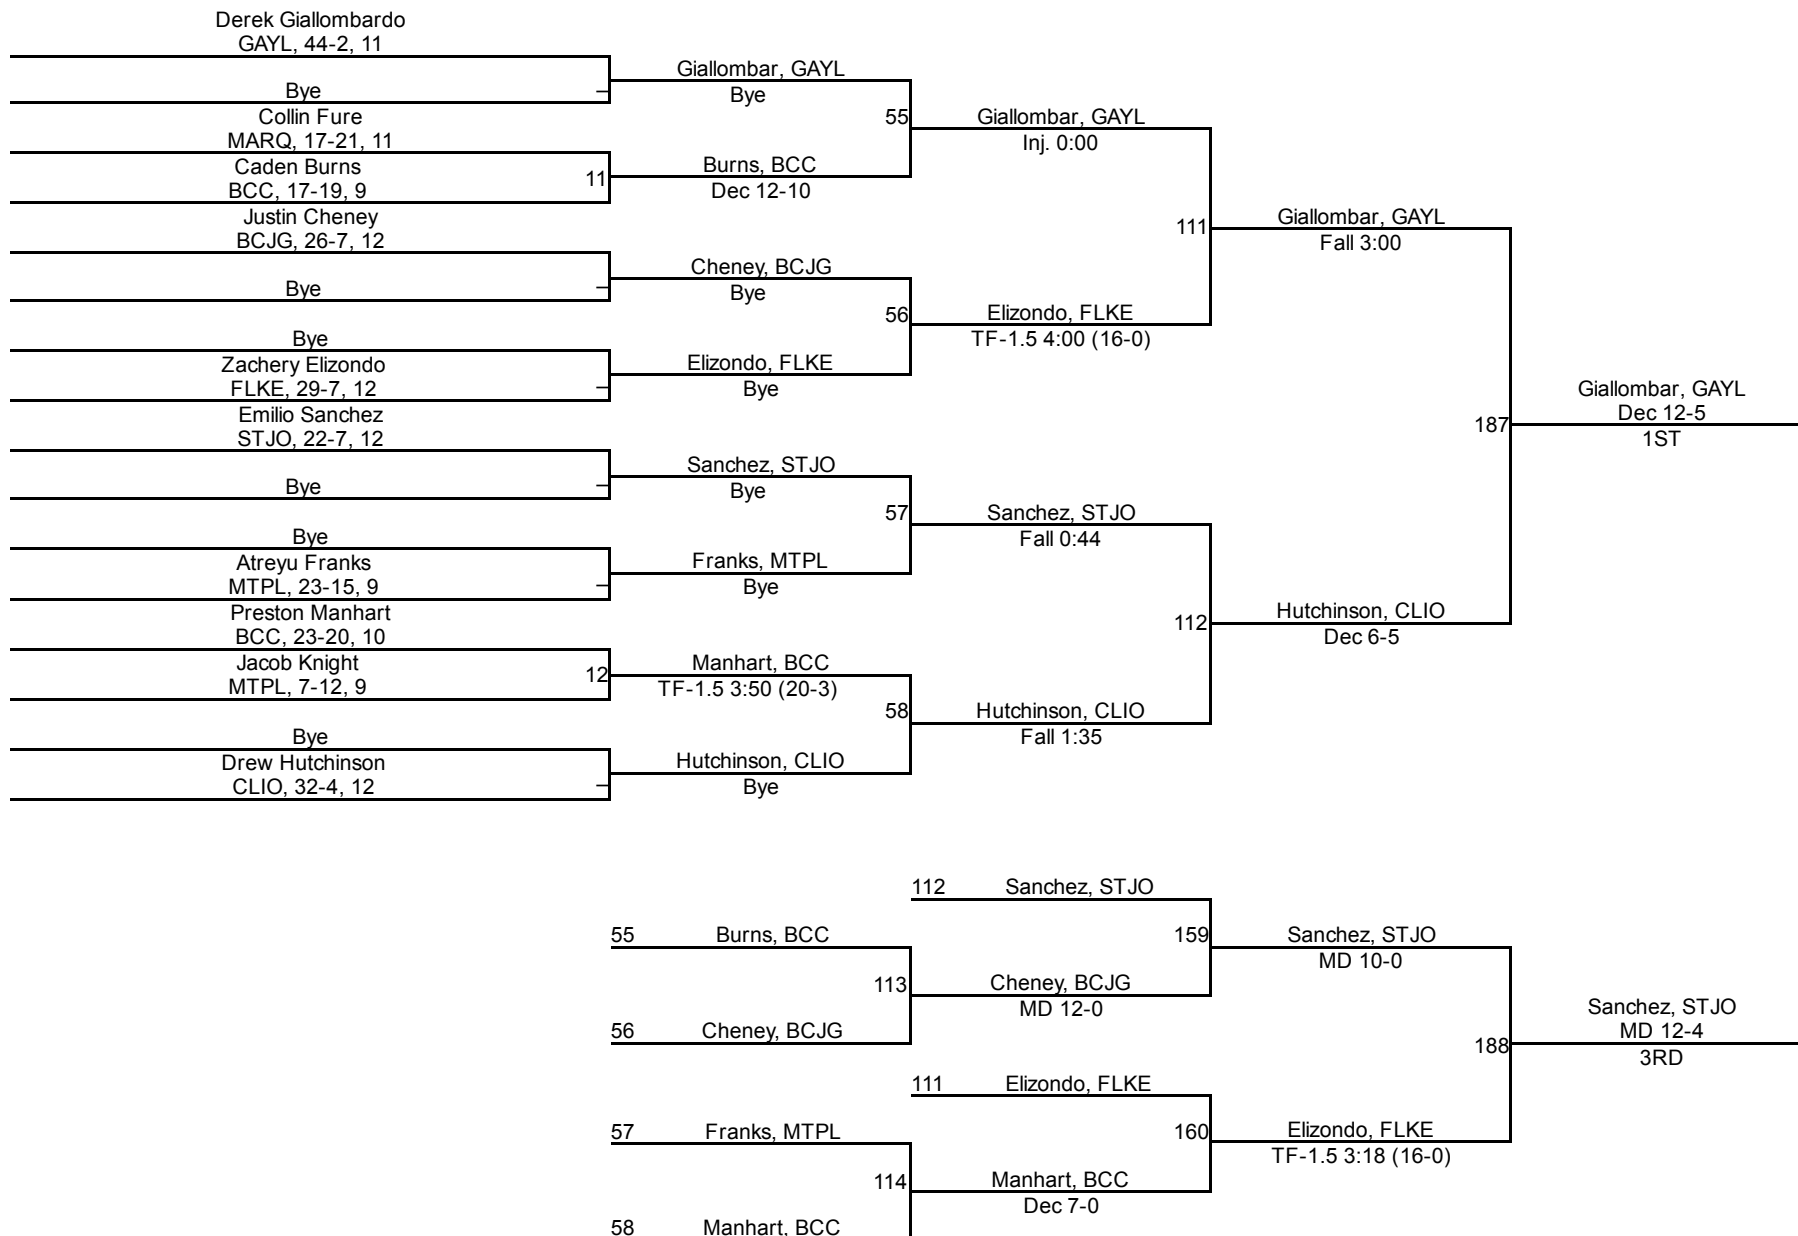 Derek Giallombardo
GAYL, 44-2, 11
Bye
Collin Fure
MARQ, 17-21, 11
Caden Burns
BCC, 17-19, 9
11
Justin Cheney
BCJG, 26-7, 12
Bye
Bye
Zachery Elizondo
FLKE, 29-7, 12
Emilio Sanchez
STJO, 22-7, 12
Bye
Bye
Atreyu Franks
MTPL, 23-15, 9
Preston Manhart
BCC, 23-20, 10
Jacob Knight
MTPL, 7-12, 9
12
Bye
Drew Hutchinson
CLIO, 32-4, 12
Giallombar, GAYL
Bye
55
Burns, BCC
Dec 12-10
Cheney, BCJG
Bye
56
Elizondo, FLKE
Bye
Sanchez, STJO
Bye
57
Franks, MTPL
Bye
Manhart, BCC
TF-1.5 3:50 (20-3)
58
Hutchinson, CLIO
Bye
Giallombar, GAYL
Inj. 0:00
111
Elizondo, FLKE
TF-1.5 4:00 (16-0)
Sanchez, STJO
Fall 0:44
112
Hutchinson, CLIO
Fall 1:35
Giallombar, GAYL
Fall 3:00
187
Hutchinson, CLIO
Dec 6-5
Giallombar, GAYL
Dec 12-5
1ST
55 Burns, BCC
113
56 Cheney, BCJG
57 Franks, MTPL
114
58 Manhart, BCC
112 Sanchez, STJO
159
Cheney, BCJG
MD 12-0
111 Elizondo, FLKE
160
Manhart, BCC
Dec 7-0
Sanchez, STJO
MD 10-0
188
Elizondo, FLKE
TF-1.5 3:18 (16-0)
Sanchez, STJO
MD 12-4
3RD